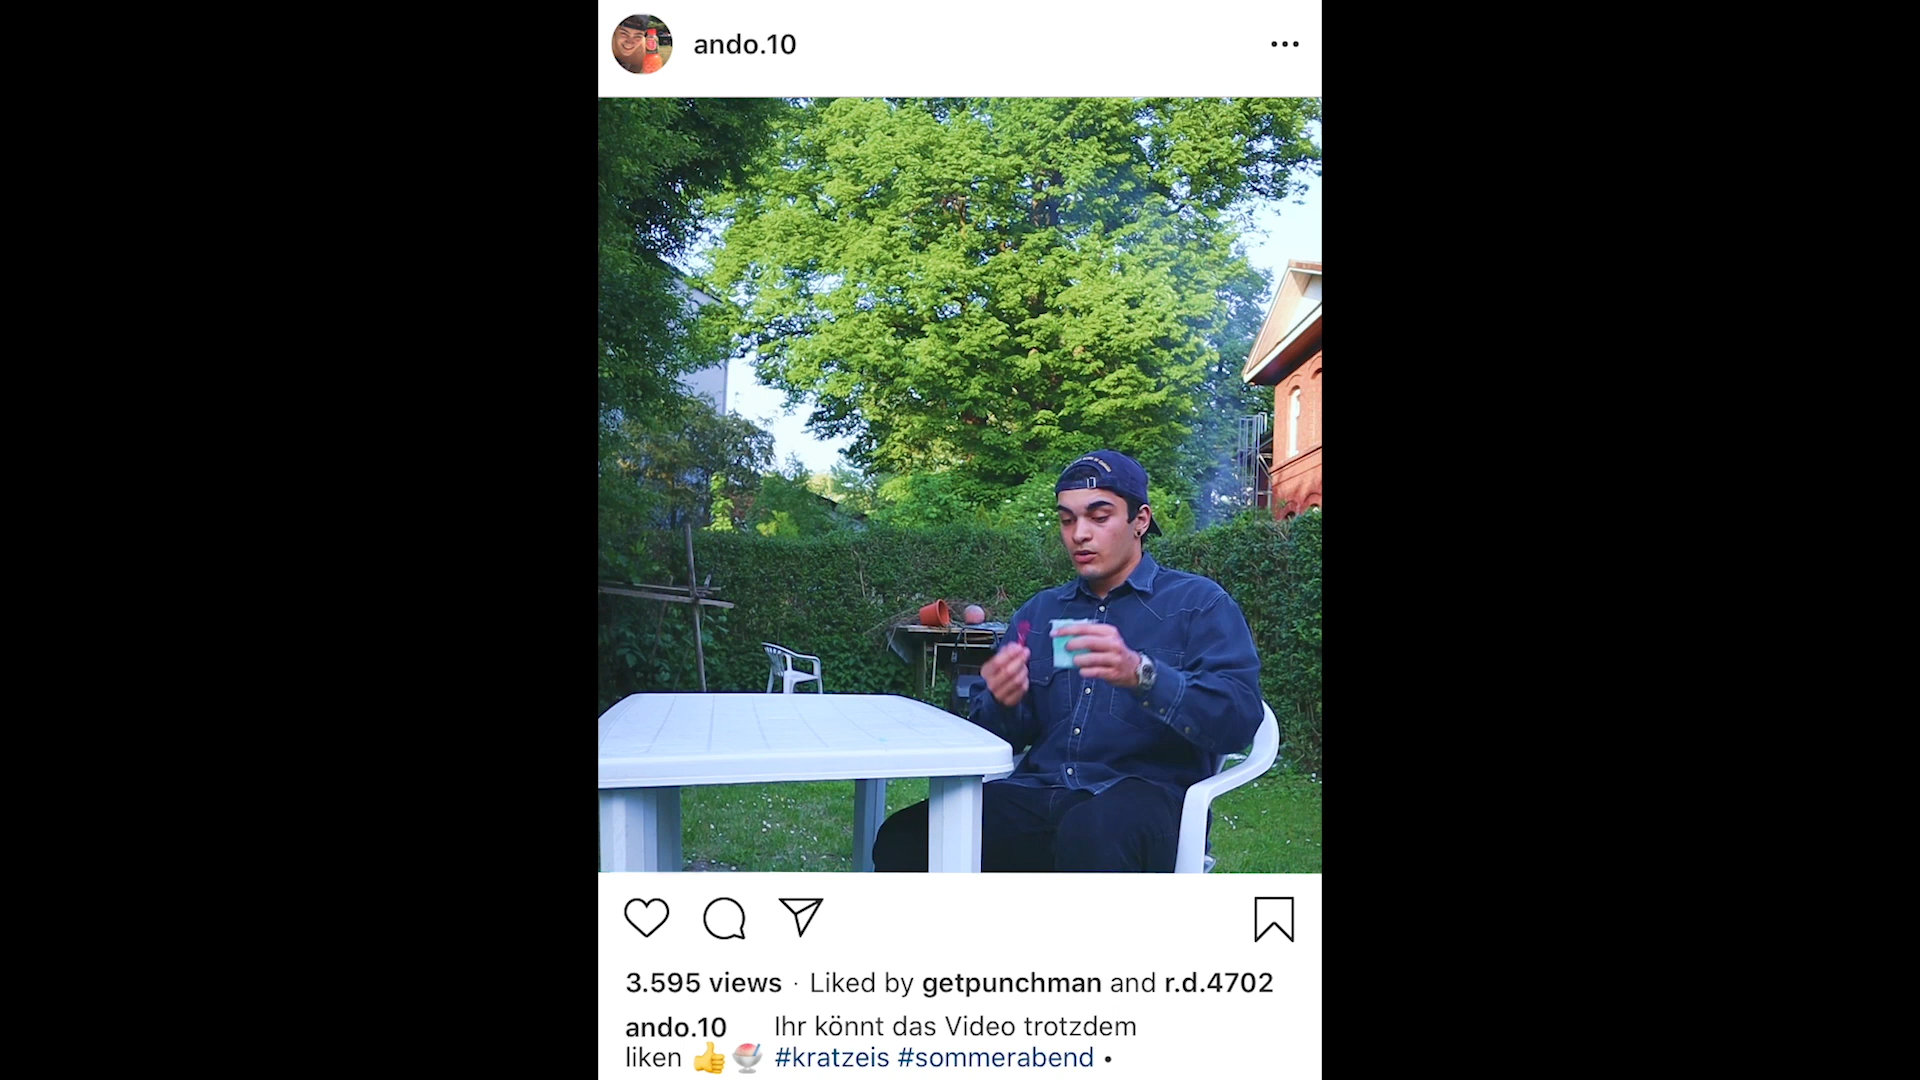 ando.10
3.595 views · Liked by getpunchman and r.d.4702
ando.10 Ihr könnt das Video trotzdem
liken 👍🍧 #kratzeis #sommerabend •